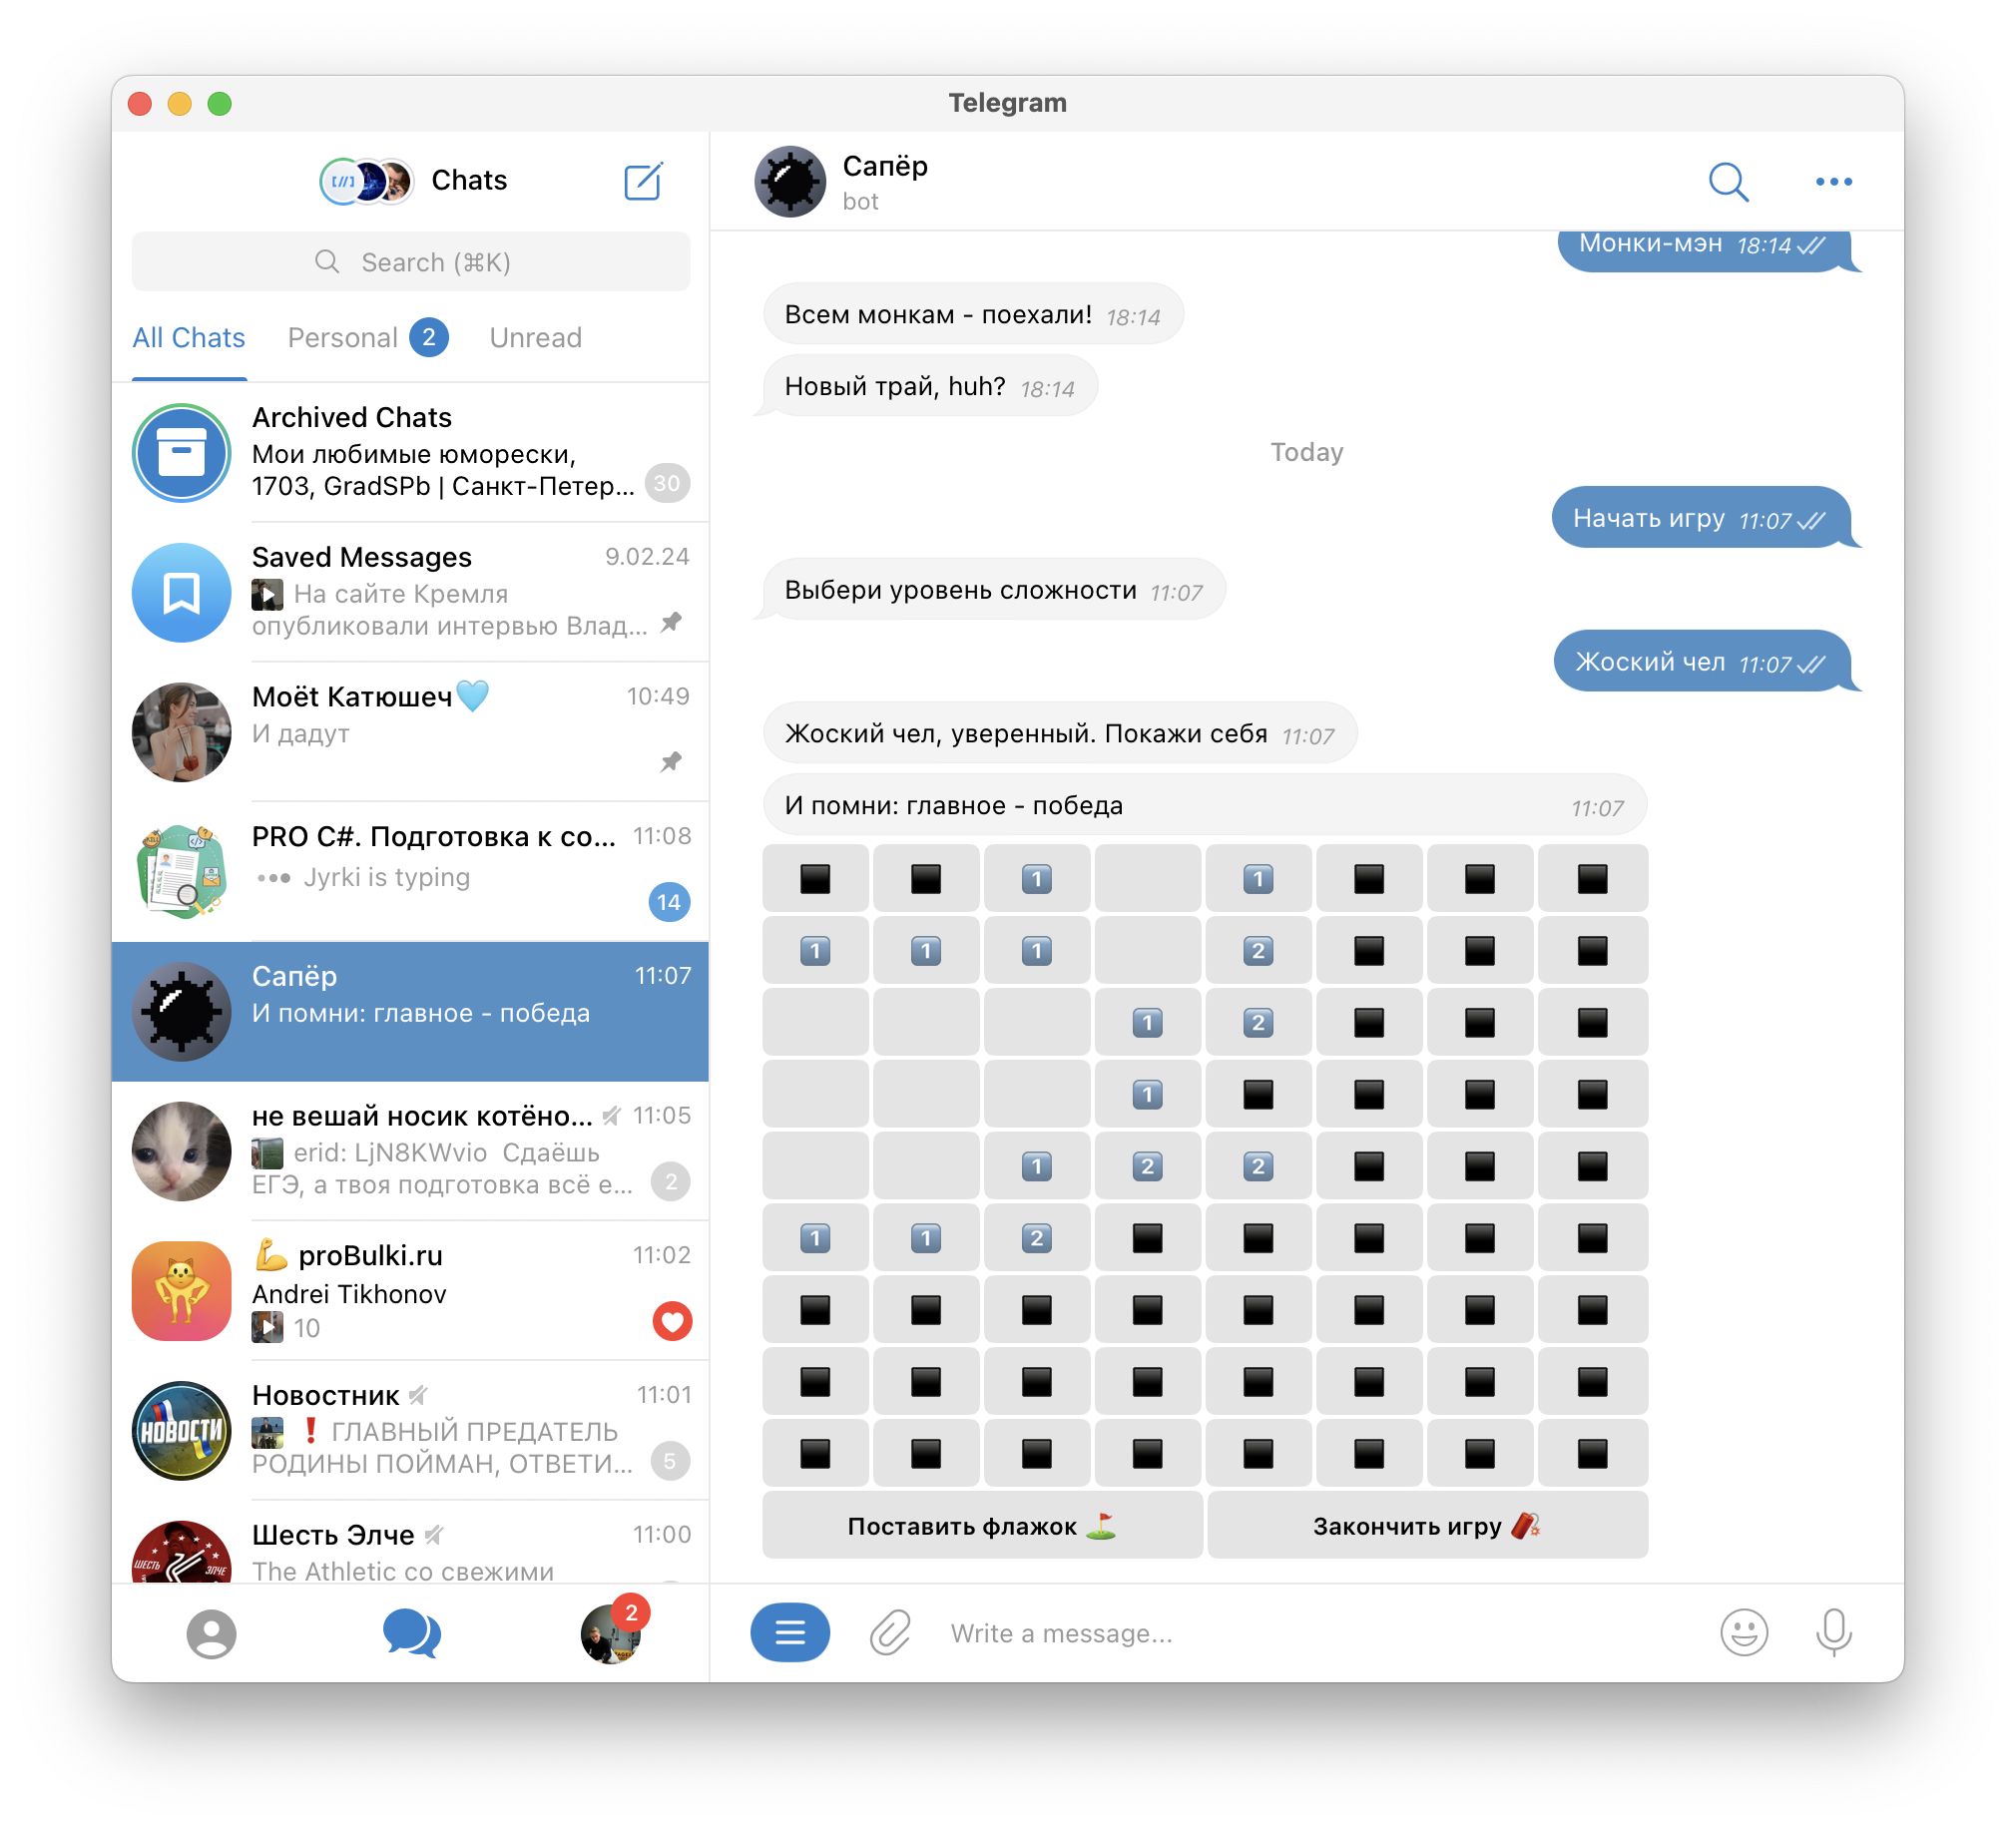 Telegram
[//]
Chats
Search (⌘K)
All Chats
Personal 2
Unread
Archived Chats
Мои любимые юморески,
1703, GradSPb | Санкт-Петер...
30
Saved Messages
9.02.24
На сайте Кремля
опубликовали интервью Влад...
Моёt Катюшеч🩵
10:49
И дадут
PRO C#. Подготовка к со...
11:08
Jyrki is typing
14
Сапёр
11:07
И помни: главное - победа
не вешай носик котёно...
11:05
erid: LjN8KWvio Сдаёшь
ЕГЭ, а твоя подготовка всё е...
2
💪 proBulki.ru
11:02
Andrei Tikhonov
10
Новостник
11:01
НОВОСТИ
❗ ГЛАВНЫЙ ПРЕДАТЕЛЬ
РОДИНЫ ПОЙМАН, ОТВЕТИ...
5
Шесть Элче
11:00
ШЕСТЬ ЭЛЧЕ
The Athletic со свежими
2
Сапёр
bot
Монки-мэн 18:14
Всем монкам - поехали! 18:14
Новый трай, huh? 18:14
Today
Начать игру 11:07
Выбери уровень сложности 11:07
Жоский чел 11:07
Жоский чел, уверенный. Покажи себя 11:07
И помни: главное - победа 11:07
1 1
1 1 1 2
1 2
1
1 2 2
1 1 2
Поставить флажок ⛳
Закончить игру 🧨
Write a message...